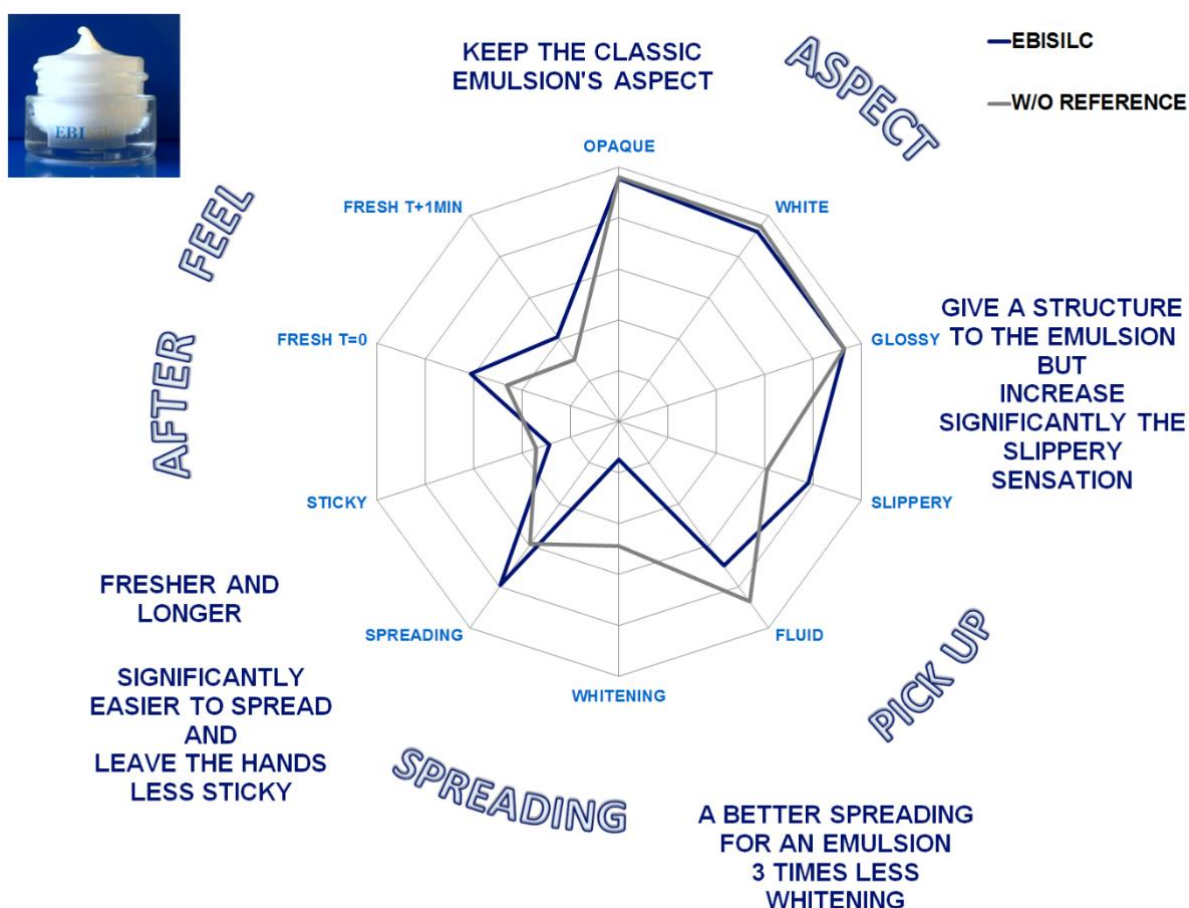 EBISilc
KEEP THE CLASSIC
EMULSION'S ASPECT
ASPECT
EBISILC
W/O REFERENCE
OPAQUE
FRESH T+1MIN
WHITE
FEEL
FRESH T=0
GLOSSY
GIVE A STRUCTURE
TO THE EMULSION
BUT
INCREASE
SIGNIFICANTLY THE
SLIPPERY
SENSATION
AFTER
STICKY
SLIPPERY
FRESHER AND
LONGER
SPREADING
FLUID
WHITENING
SIGNIFICANTLY
EASIER TO SPREAD
AND
LEAVE THE HANDS
LESS STICKY
PICK UP
SPREADING
A BETTER SPREADING
FOR AN EMULSION
3 TIMES LESS
WHITENING